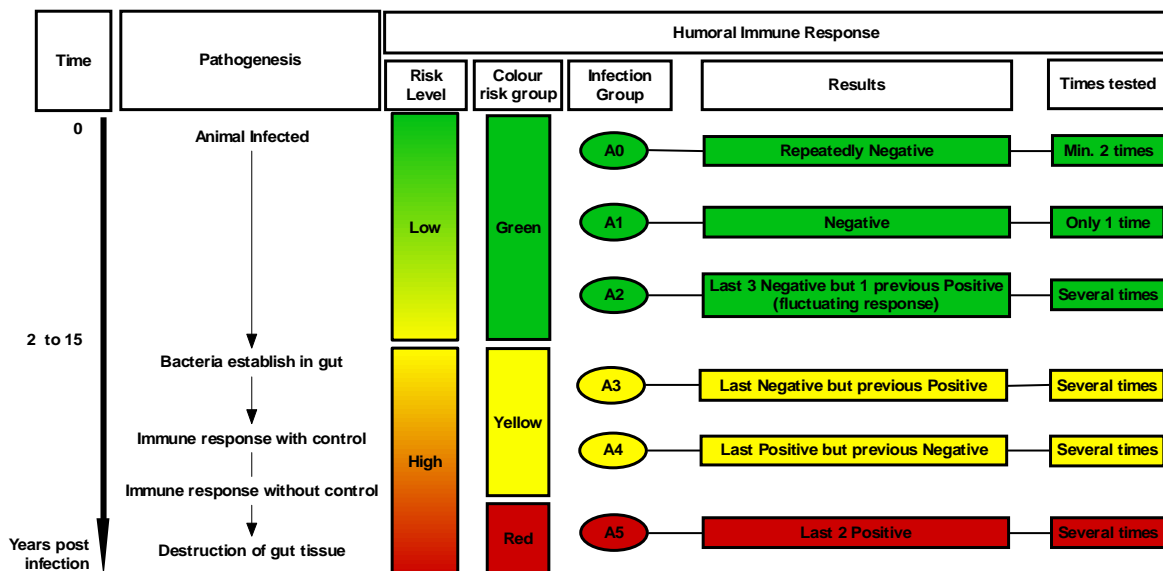 Humoral Immune Response
Time
Pathogenesis
Risk
Level
Colour
risk group
Infection
Group
Results
Times tested
0
Animal Infected
A0
Repeatedly Negative
Min. 2 times
Low
Green
A1
Negative
Only 1 time
A2
Last 3 Negative but 1 previous Positive
(fluctuating response)
Several times
2 to 15
Bacteria establish in gut
A3
Last Negative but previous Positive
Several times
Yellow
Immune response with control
A4
Last Positive but previous Negative
Several times
High
Immune response without control
Red
A5
Last 2 Positive
Several times
Years post
infection
Destruction of gut tissue